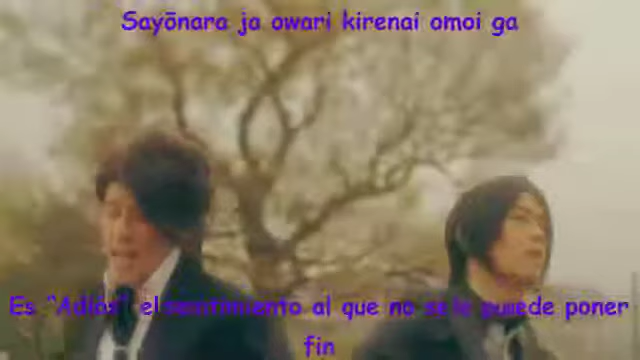 Sayōnara ja owari kirenai omoi ga
Es “Adiós” el sentimiento al que no se le puede poner
fin